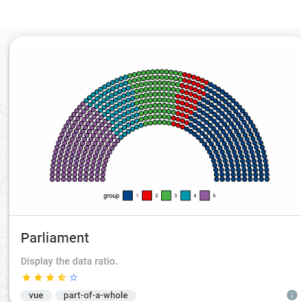 group 1 2 3 4 5
Parliament
Display the data ratio.
vue part-of-a-whole